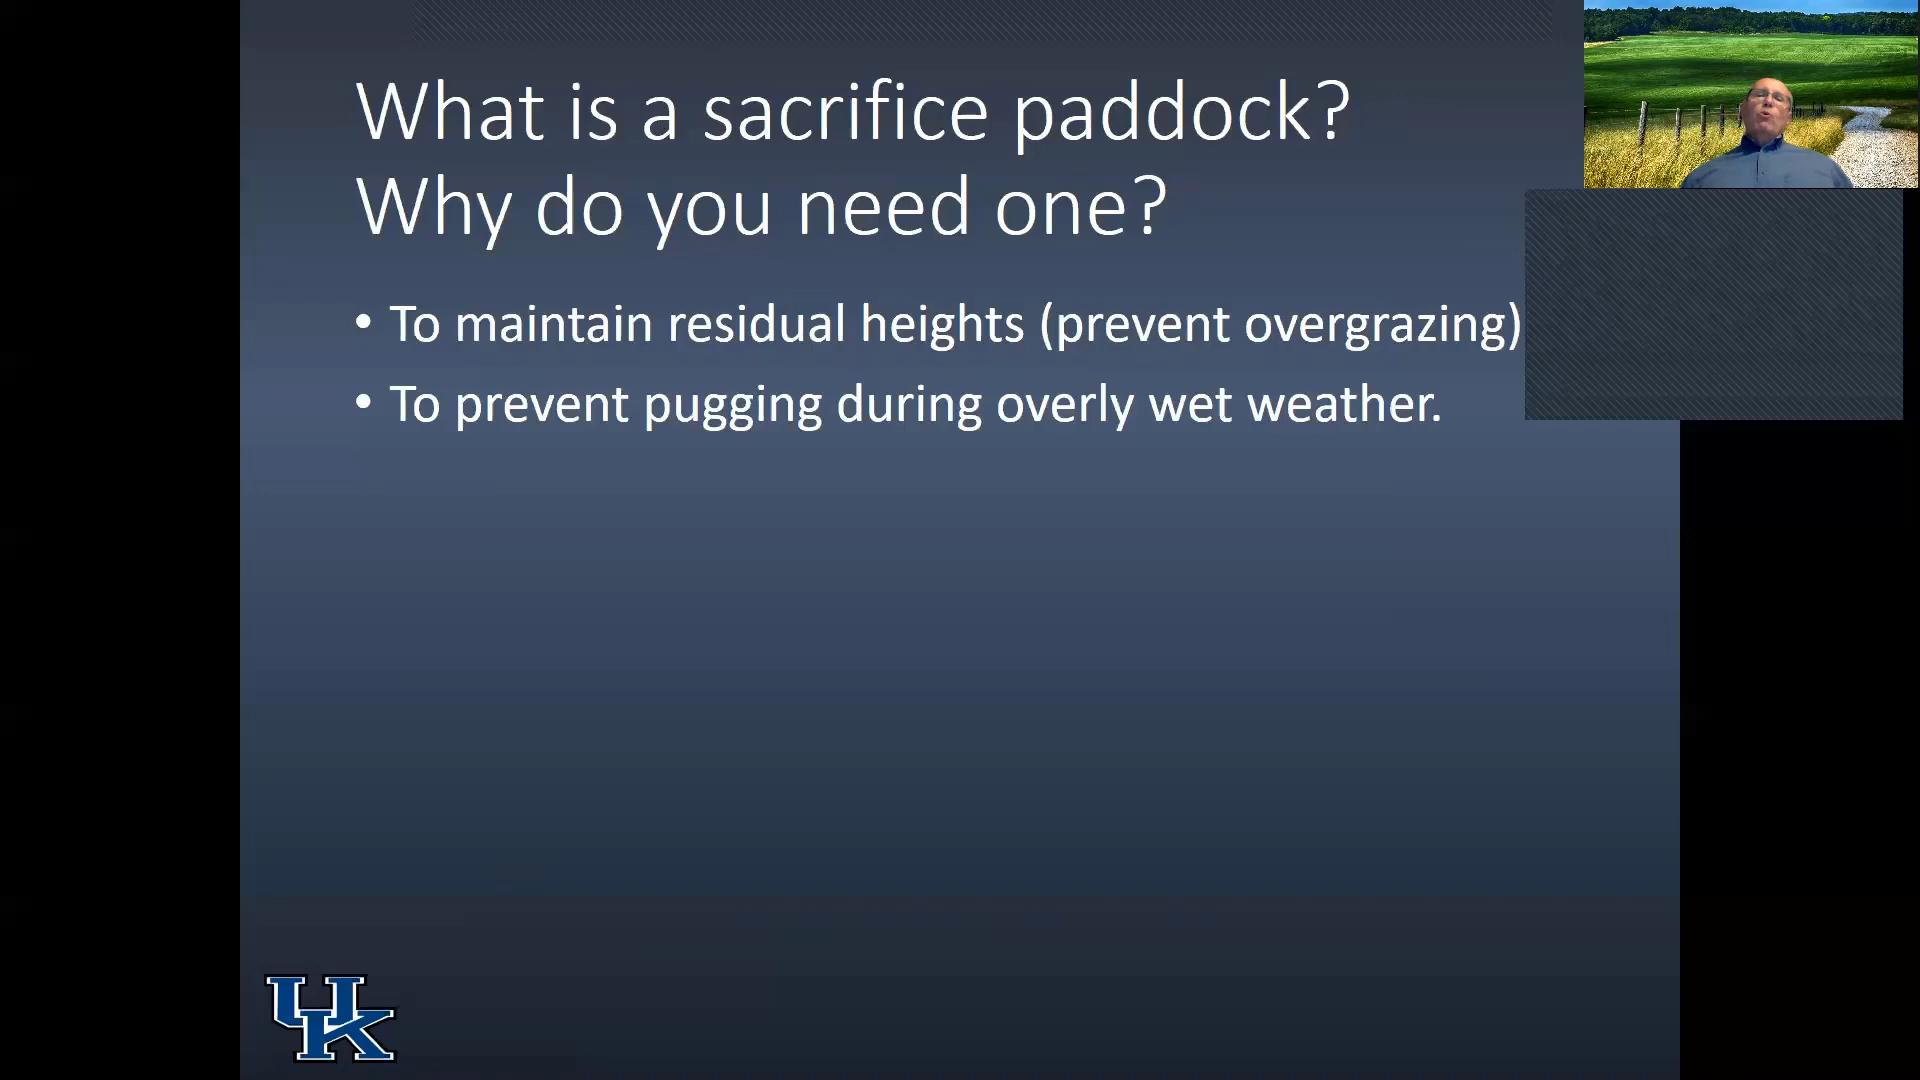 What is a sacrifice paddock?
Why do you need one?
• To maintain residual heights (prevent overgrazing)
• To prevent pugging during overly wet weather.
UK